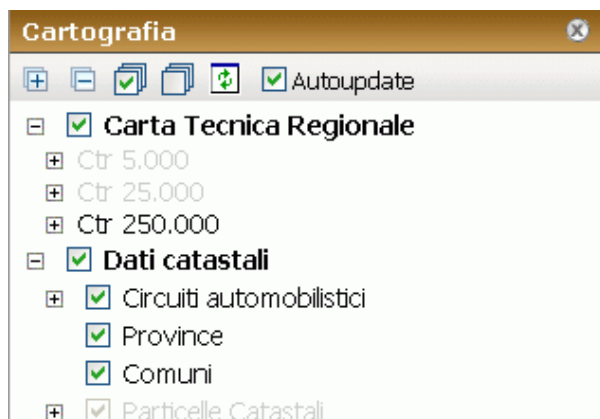 Cartografia
Autoupdate
Carta Tecnica Regionale
Ctr 5.000
Ctr 25.000
Ctr 250.000
Dati catastali
Circuiti automobilistici
Province
Comuni
Particelle Catastali